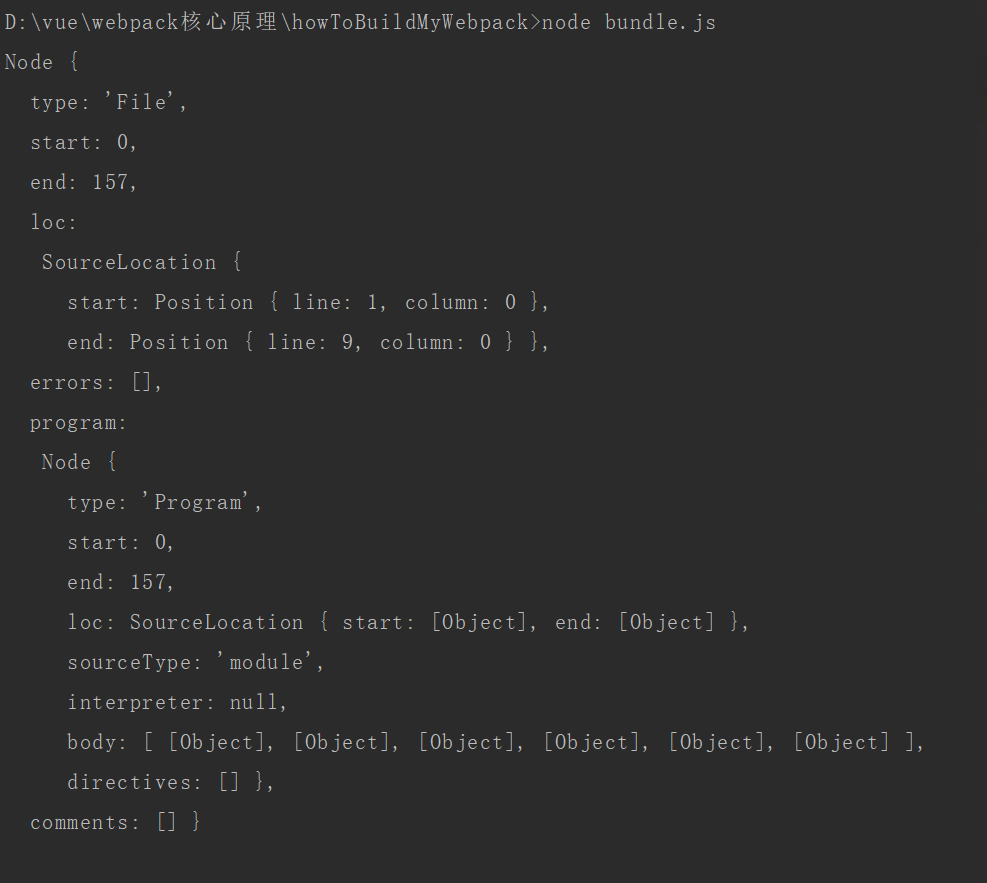 D:\vue\webpack核心原理\howToBuildMyWebpack>node bundle.js
Node {
  type: 'File',
  start: 0,
  end: 157,
  loc:
   SourceLocation {
     start: Position { line: 1, column: 0 },
     end: Position { line: 9, column: 0 } },
  errors: [],
  program:
   Node {
     type: 'Program',
     start: 0,
     end: 157,
     loc: SourceLocation { start: [Object], end: [Object] },
     sourceType: 'module',
     interpreter: null,
     body: [ [Object], [Object], [Object], [Object], [Object], [Object] ],
     directives: [] },
  comments: [] }